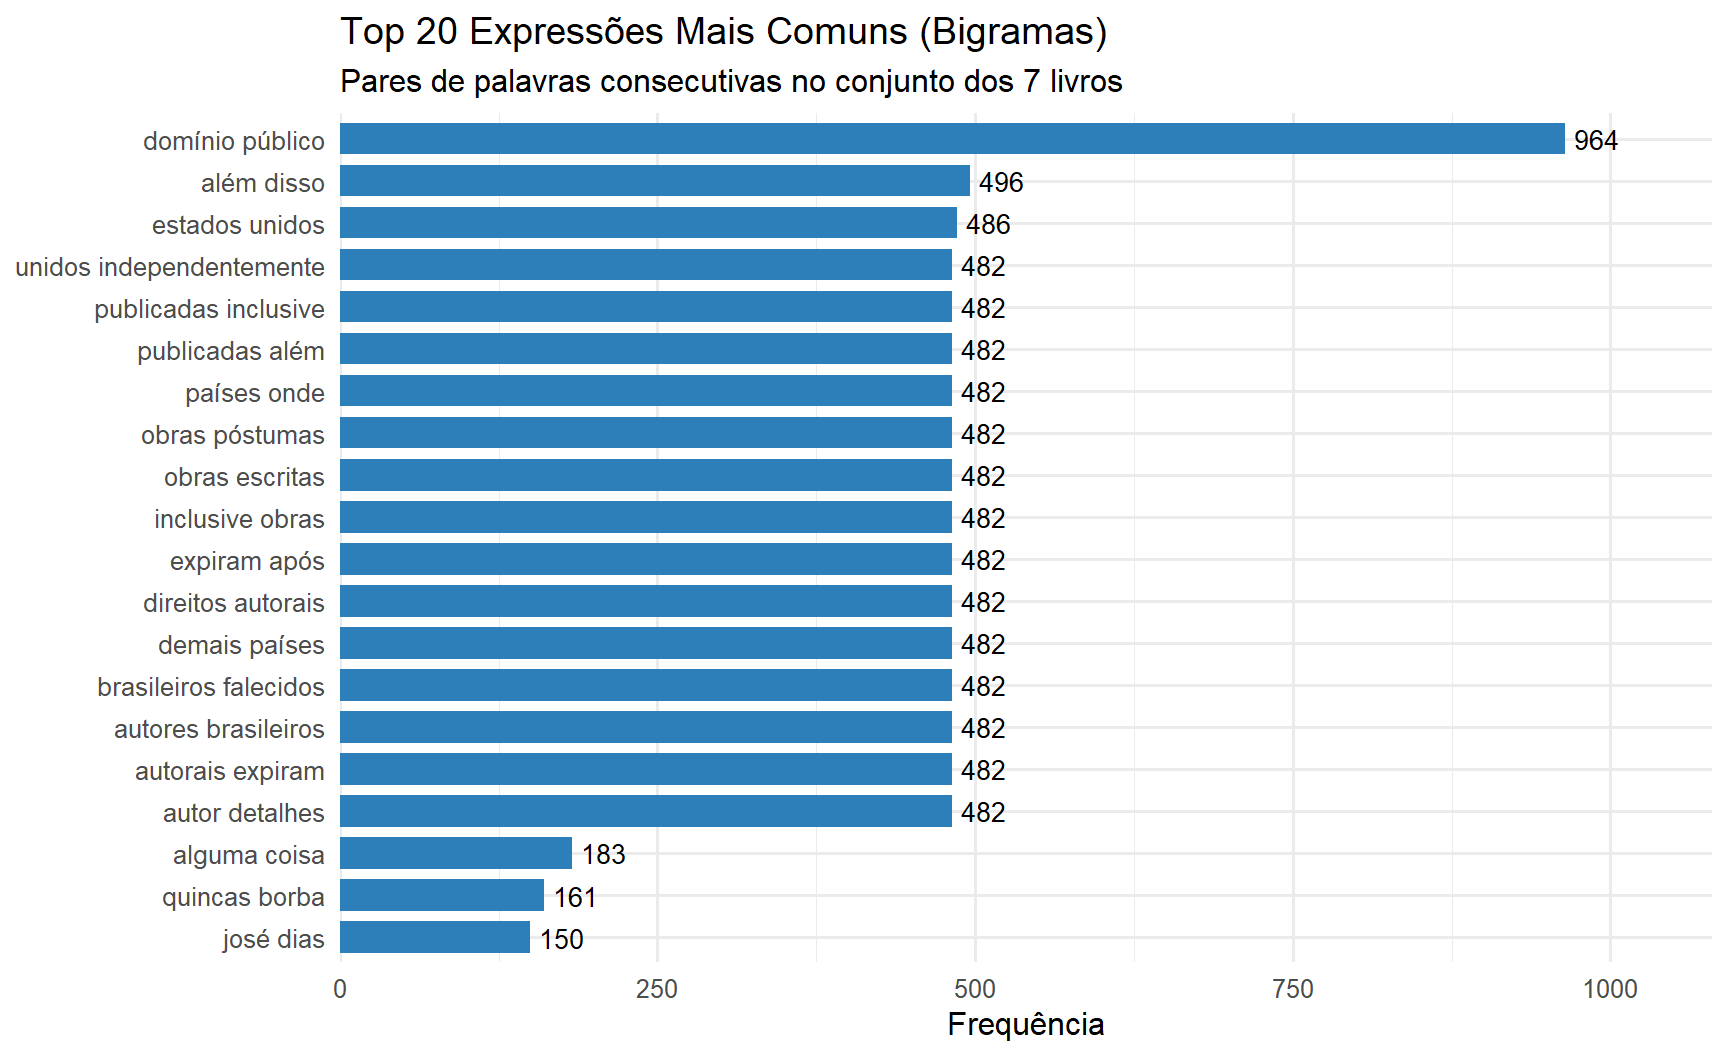 Top 20 Expressões Mais Comuns (Bigramas)
Pares de palavras consecutivas no conjunto dos 7 livros
domínio público 964
além disso 496
estados unidos 486
unidos independentemente 482
publicadas inclusive 482
publicadas além 482
países onde 482
obras póstumas 482
obras escritas 482
inclusive obras 482
expiram após 482
direitos autorais 482
demais países 482
brasileiros falecidos 482
autores brasileiros 482
autorais expiram 482
autor detalhes 482
alguma coisa 183
quincas borba 161
josé dias 150
0 250 500 750 1000
Frequência